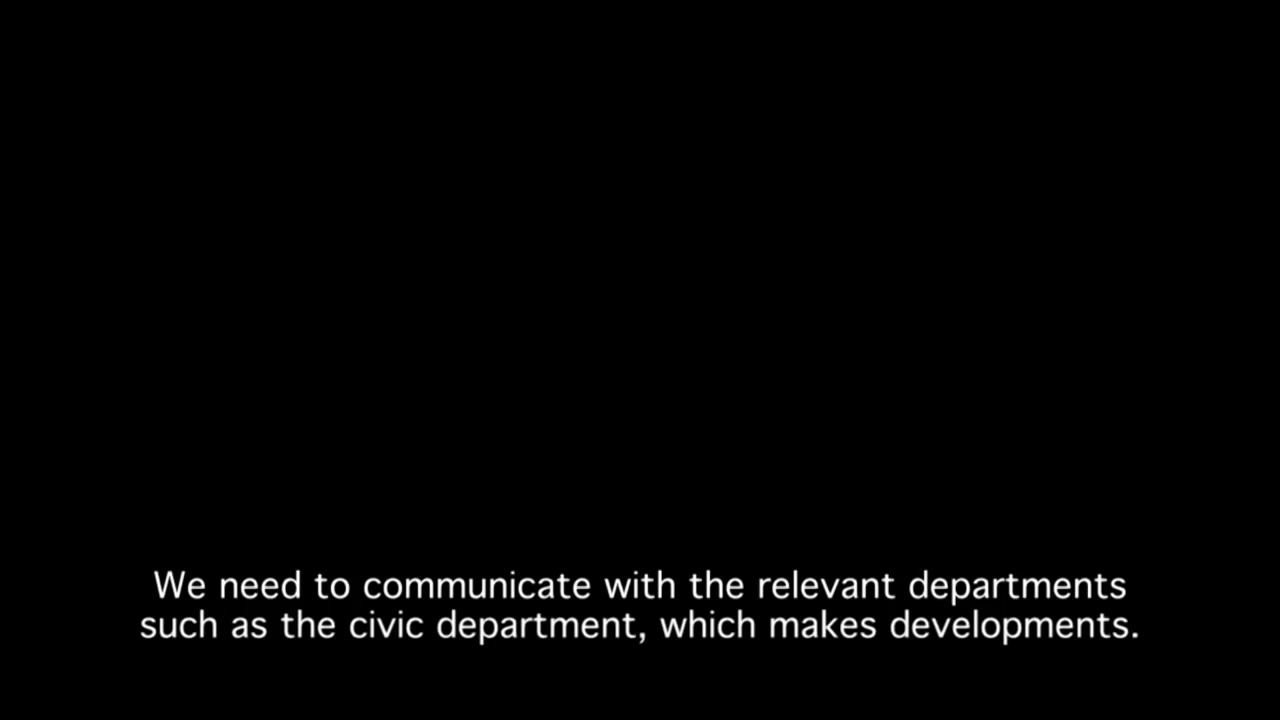 We need to communicate with the relevant departments
such as the civic department, which makes developments.